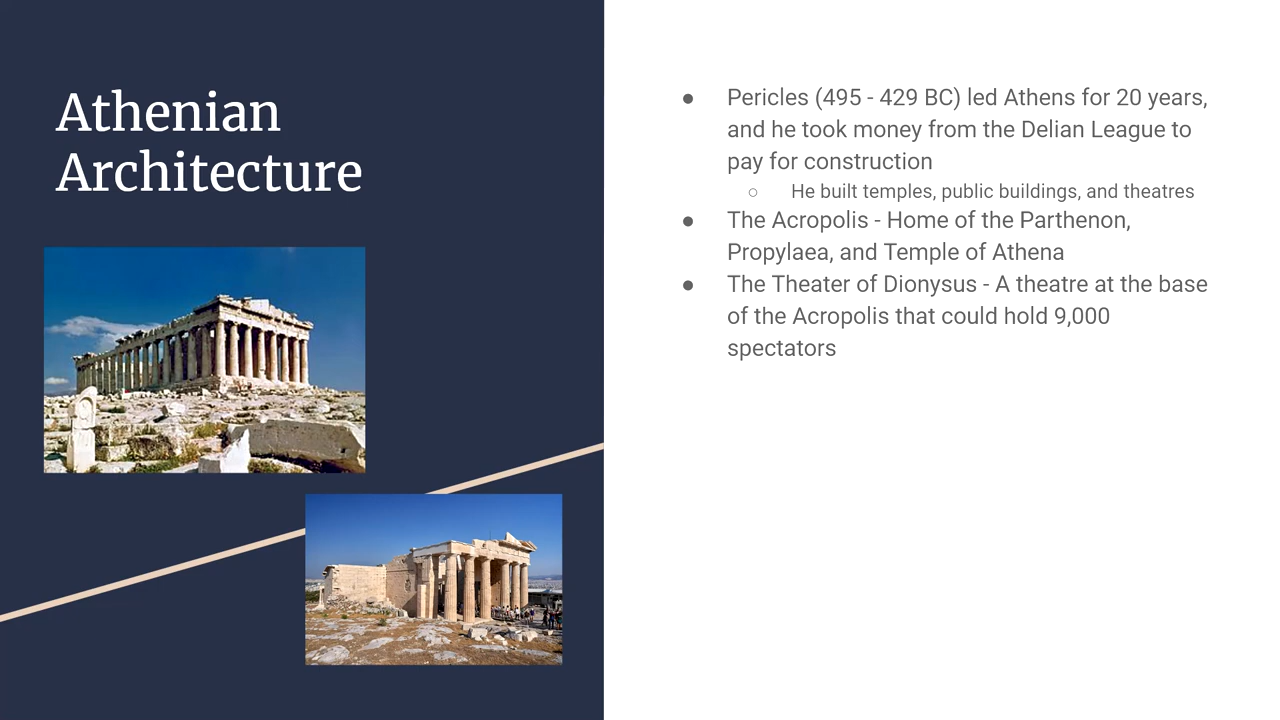 Athenian
Architecture
● Pericles (495 - 429 BC) led Athens for 20 years,
and he took money from the Delian League to
pay for construction
○ He built temples, public buildings, and theatres
● The Acropolis - Home of the Parthenon,
Propylaea, and Temple of Athena
● The Theater of Dionysus - A theatre at the base
of the Acropolis that could hold 9,000
spectators